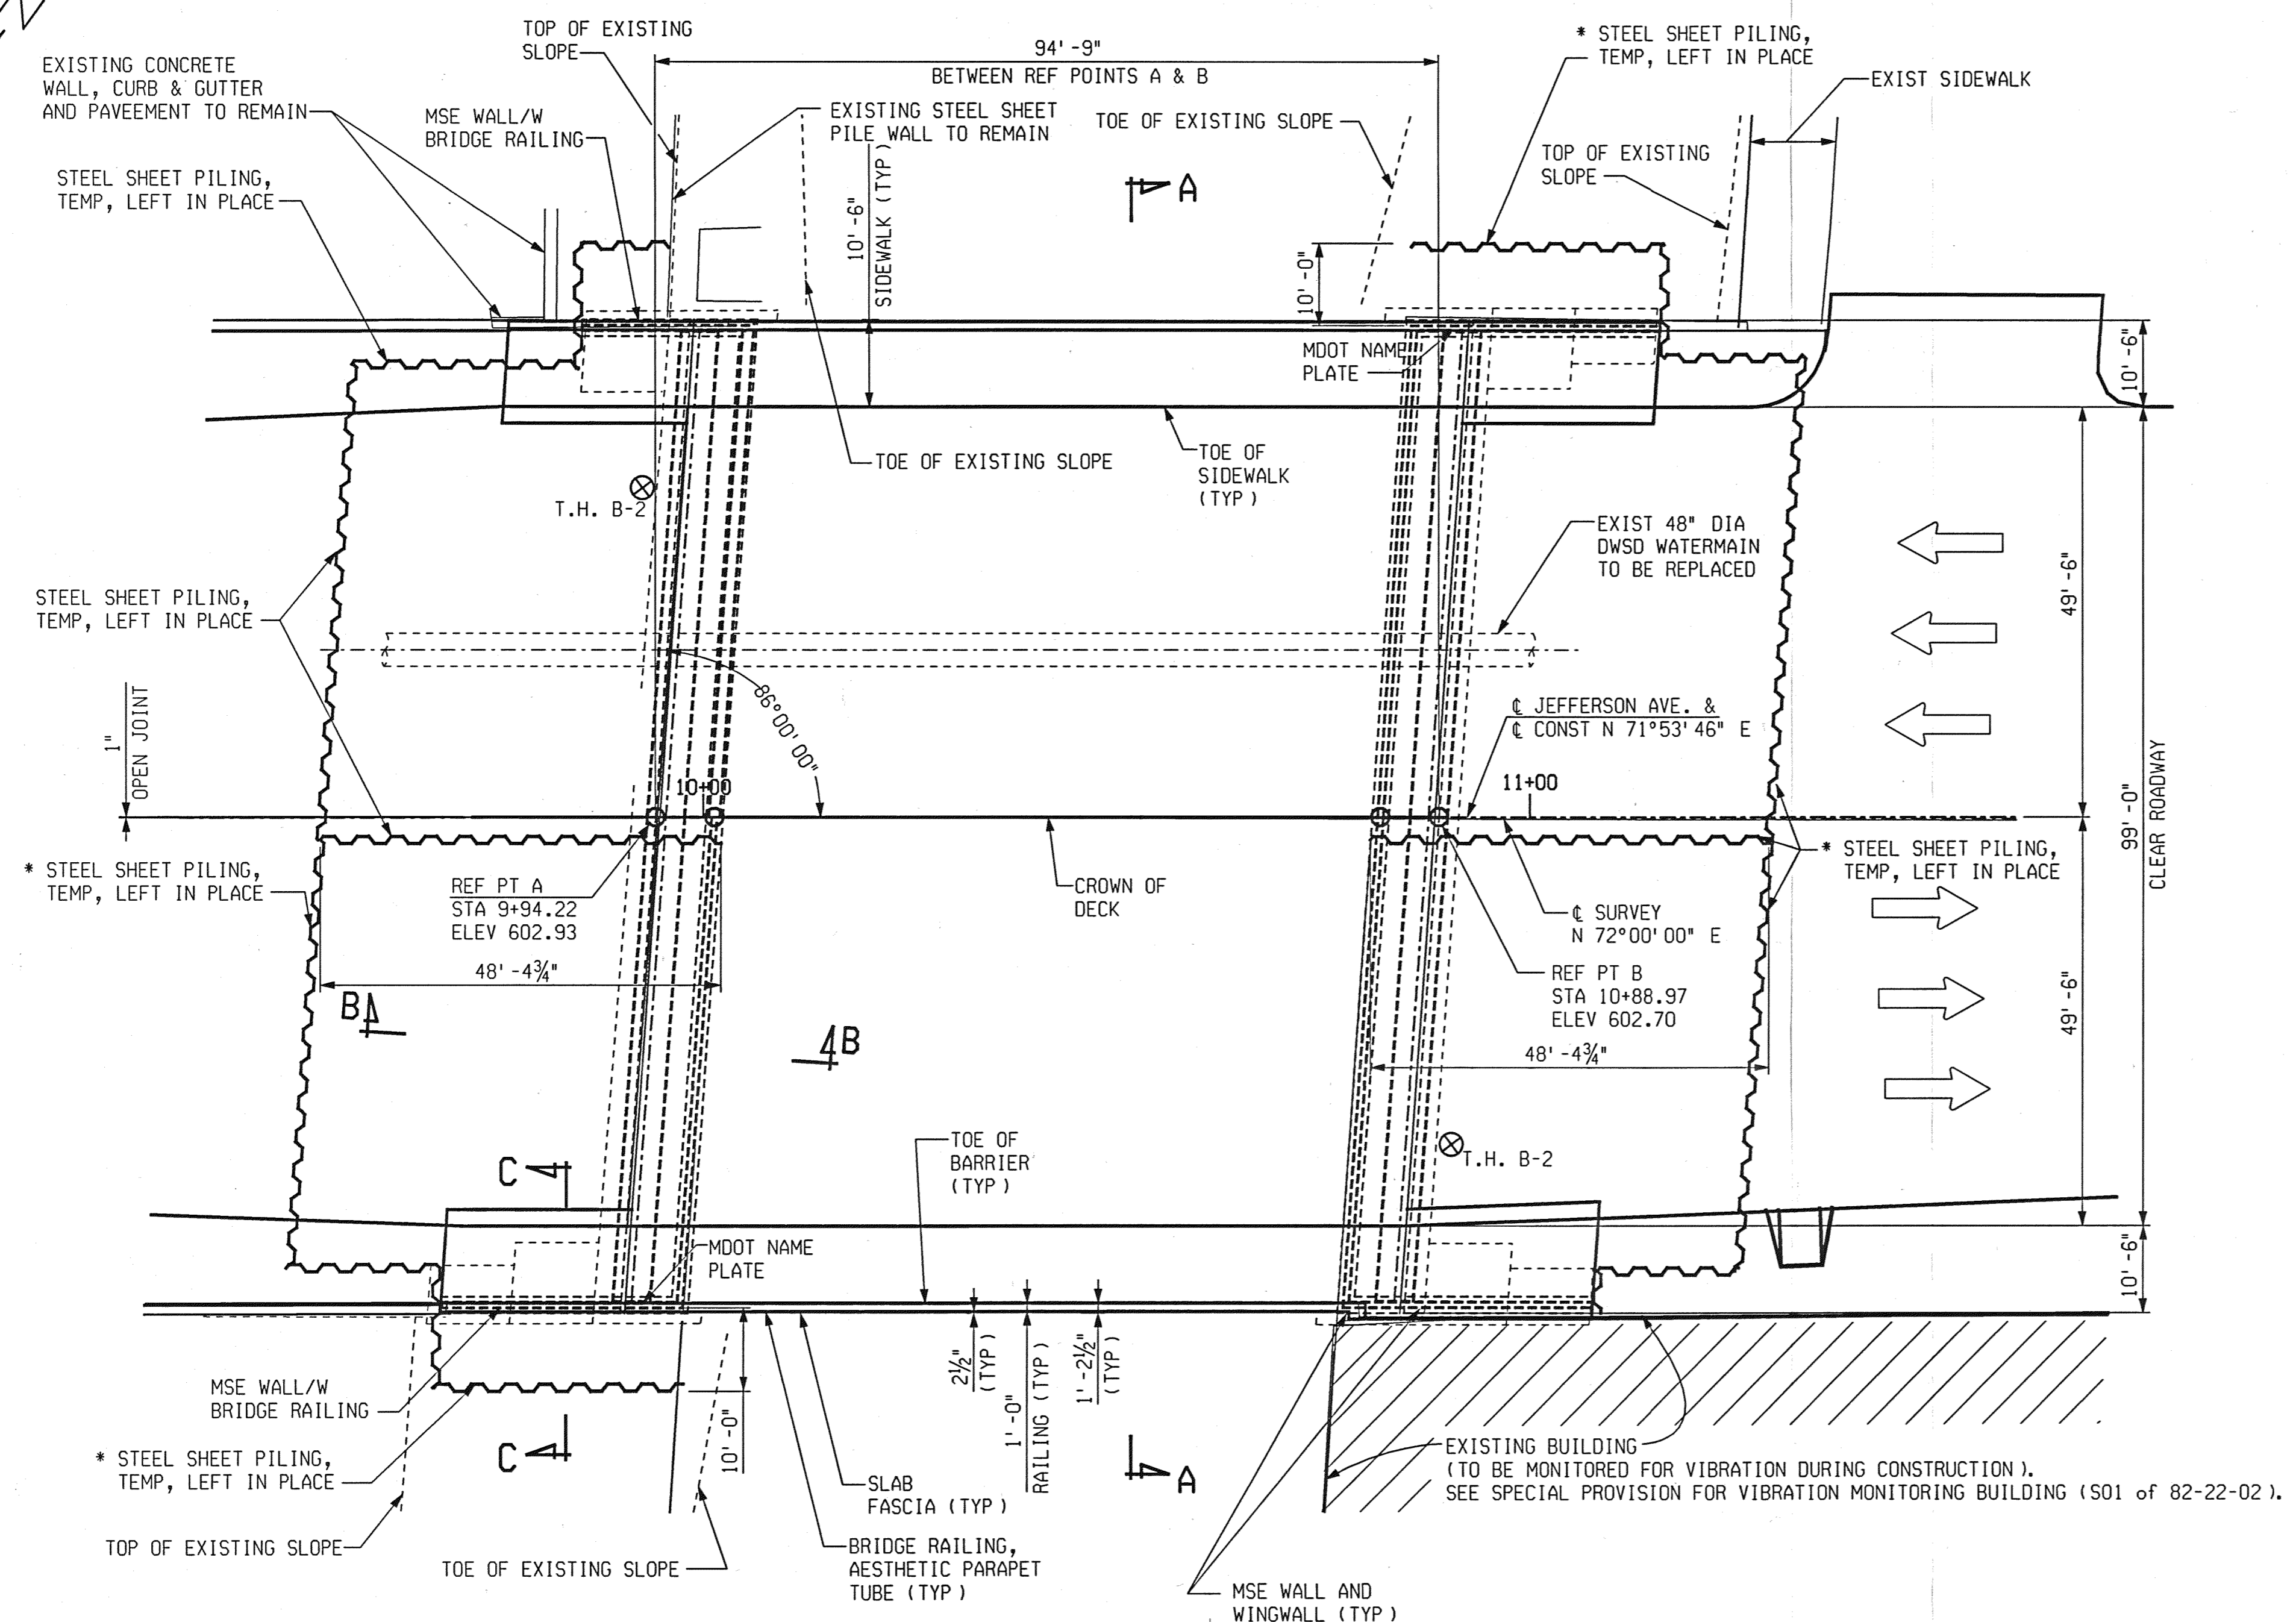 TOP OF EXISTING
SLOPE
94'-9"
BETWEEN REF POINTS A & B
* STEEL SHEET PILING,
TEMP, LEFT IN PLACE
EXISTING CONCRETE
WALL, CURB & GUTTER
AND PAVEEMENT TO REMAIN
MSE WALL/W
BRIDGE RAILING
EXISTING STEEL SHEET
PILE WALL TO REMAIN
TOE OF EXISTING SLOPE
EXIST SIDEWALK
TOP OF EXISTING
SLOPE
STEEL SHEET PILING,
TEMP, LEFT IN PLACE
10'-6"
SIDEWALK (TYP)
A
10'-0"
MDOT NAME
PLATE
10'-6"
TOE OF EXISTING SLOPE
TOE OF
SIDEWALK
(TYP)
T.H. B-2
EXIST 48" DIA
DWSD WATERMAIN
TO BE REPLACED
STEEL SHEET PILING,
TEMP, LEFT IN PLACE
49'-6"
86°00'00"
1"
OPEN JOINT
℄ JEFFERSON AVE. &
℄ CONST N 71°53'46" E
10+00
11+00
99'-0"
CLEAR ROADWAY
* STEEL SHEET PILING,
TEMP, LEFT IN PLACE
REF PT A
STA 9+94.22
ELEV 602.93
CROWN OF
DECK
* STEEL SHEET PILING,
TEMP, LEFT IN PLACE
℄ SURVEY
N 72°00'00" E
48'-4¾"
REF PT B
STA 10+88.97
ELEV 602.70
49'-6"
B
B
48'-4¾"
TOE OF
BARRIER
(TYP)
T.H. B-2
C
MDOT NAME
PLATE
10'-6"
2½"
(TYP)
1'-0"
RAILING (TYP)
1'-2½"
(TYP)
MSE WALL/W
BRIDGE RAILING
10'-0"
C
* STEEL SHEET PILING,
TEMP, LEFT IN PLACE
A
EXISTING BUILDING
(TO BE MONITORED FOR VIBRATION DURING CONSTRUCTION).
SEE SPECIAL PROVISION FOR VIBRATION MONITORING BUILDING (S01 of 82-22-02).
SLAB
FASCIA (TYP)
TOP OF EXISTING SLOPE
TOE OF EXISTING SLOPE
BRIDGE RAILING,
AESTHETIC PARAPET
TUBE (TYP)
MSE WALL AND
WINGWALL (TYP)